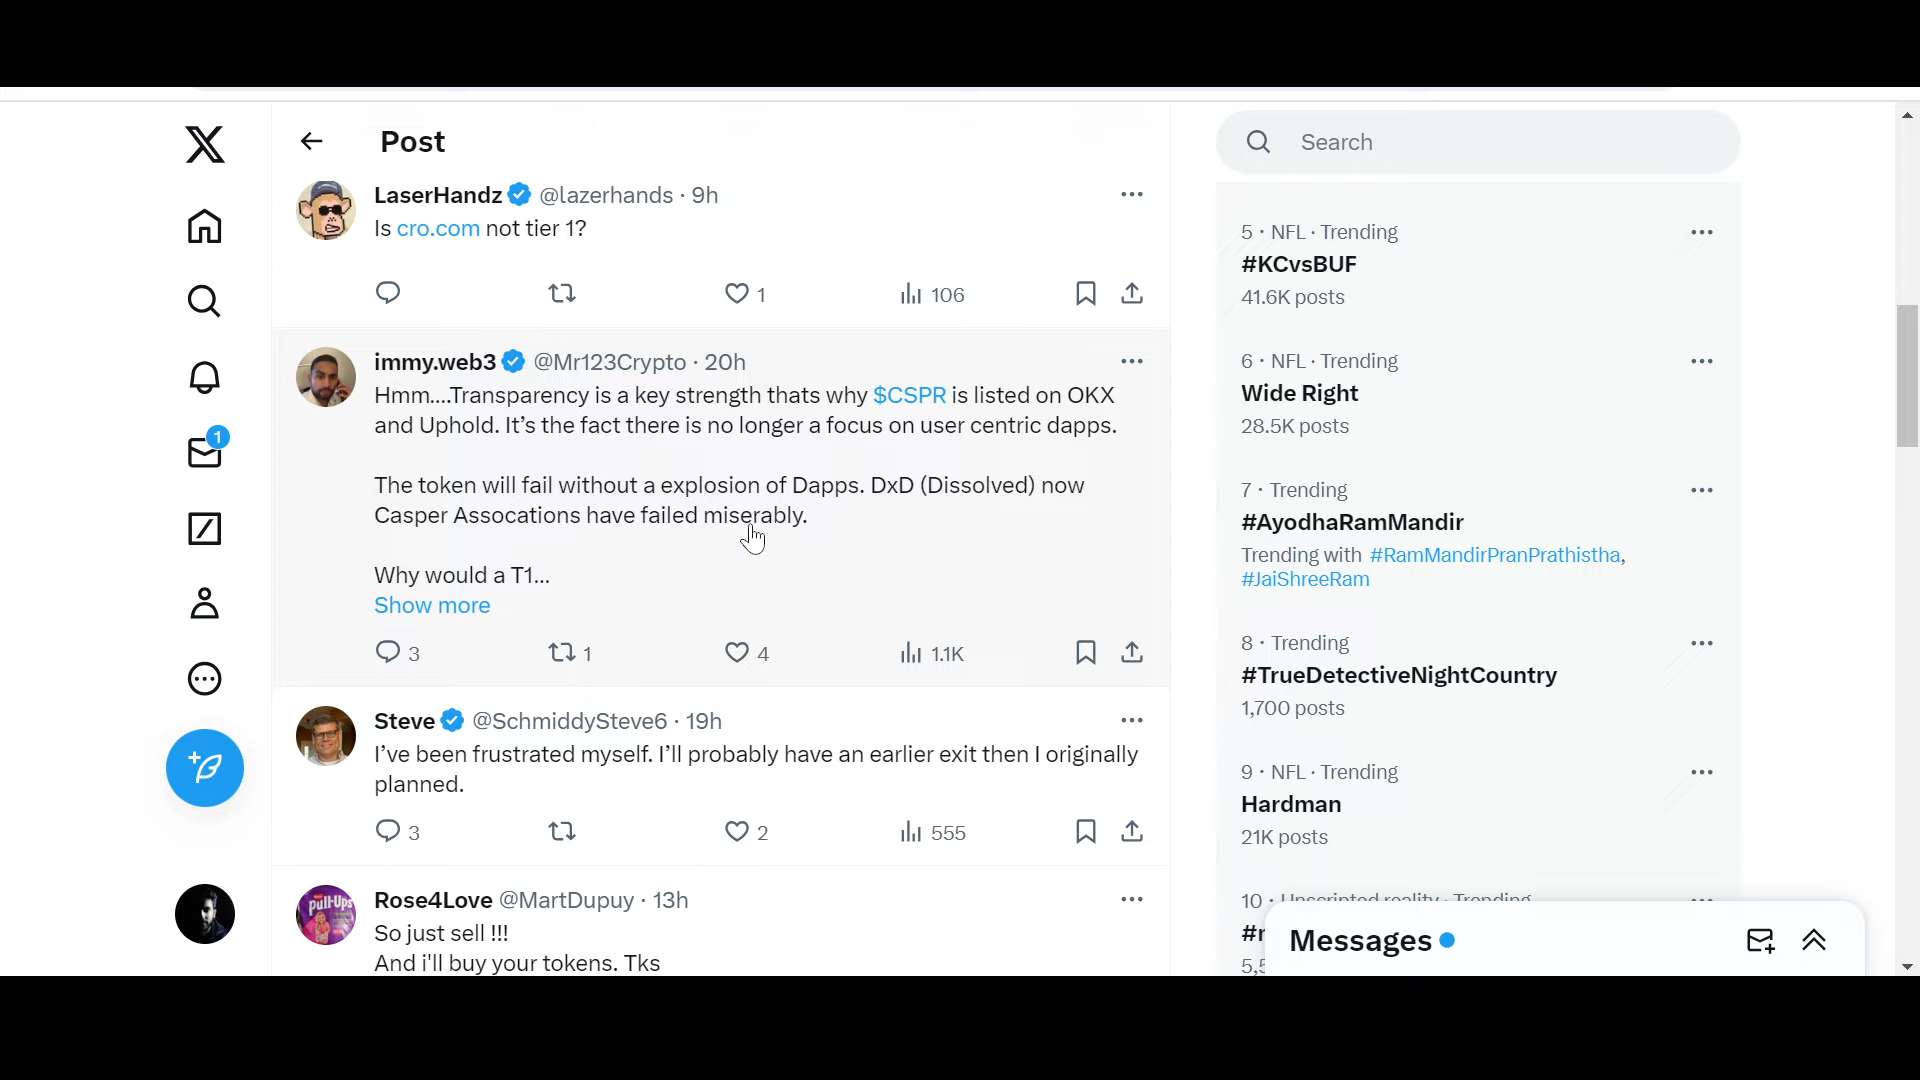 Post
Search
LaserHandz @lazerhands · 9h
Is cro.com not tier 1?
1
106
immy.web3 @Mr123Crypto · 20h
Hmm....Transparency is a key strength thats why $CSPR is listed on OKX
and Uphold. It’s the fact there is no longer a focus on user centric dapps.
The token will fail without a explosion of Dapps. DxD (Dissolved) now
Casper Assocations have failed miserably.
Why would a T1...
Show more
3
1
4
1.1K
Steve @SchmiddySteve6 · 19h
I’ve been frustrated myself. I’ll probably have an earlier exit then I originally
planned.
3
2
555
Rose4Love @MartDupuy · 13h
So just sell !!!
And i'll buy your tokens. Tks
1
5 · NFL · Trending
#KCvsBUF
41.6K posts
6 · NFL · Trending
Wide Right
28.5K posts
7 · Trending
#AyodhaRamMandir
Trending with #RamMandirPranPrathistha,
#JaiShreeRam
8 · Trending
#TrueDetectiveNightCountry
1,700 posts
9 · NFL · Trending
Hardman
21K posts
10 · Unscripted reality · Trending
Messages